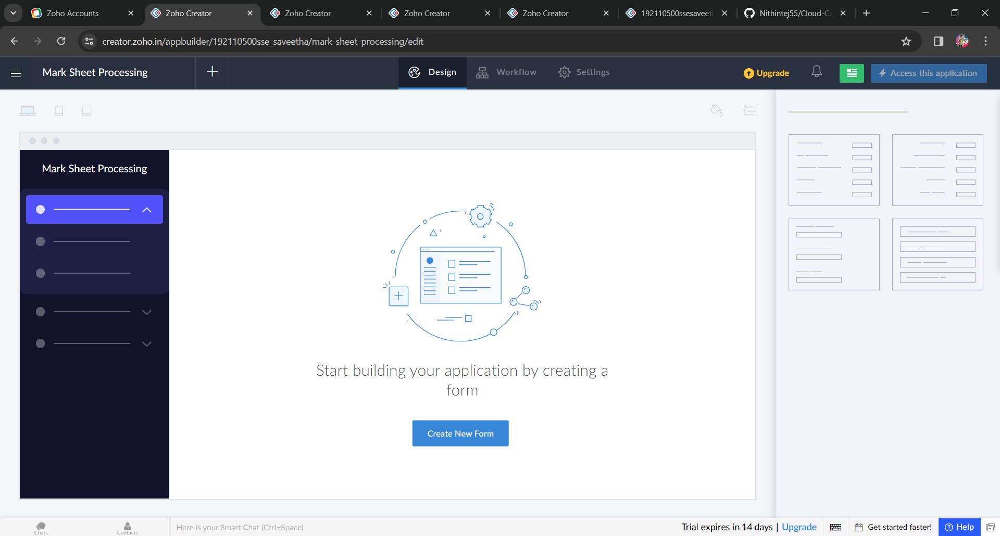 Zoho Accounts
Zoho Creator
Zoho Creator
Zoho Creator
Zoho Creator
192110500ssesaveet
Nithintej55/Cloud-Co
creator.zoho.in/appbuilder/192110500sse_saveetha/mark-sheet-processing/edit
Mark Sheet Processing
Design
Workflow
Settings
Upgrade
Access this application
Mark Sheet Processing
Start building your application by creating a
form
Create New Form
Chats
Contacts
Here is your Smart Chat (Ctrl+Space)
Trial expires in 14 days | Upgrade
Get started faster!
Help